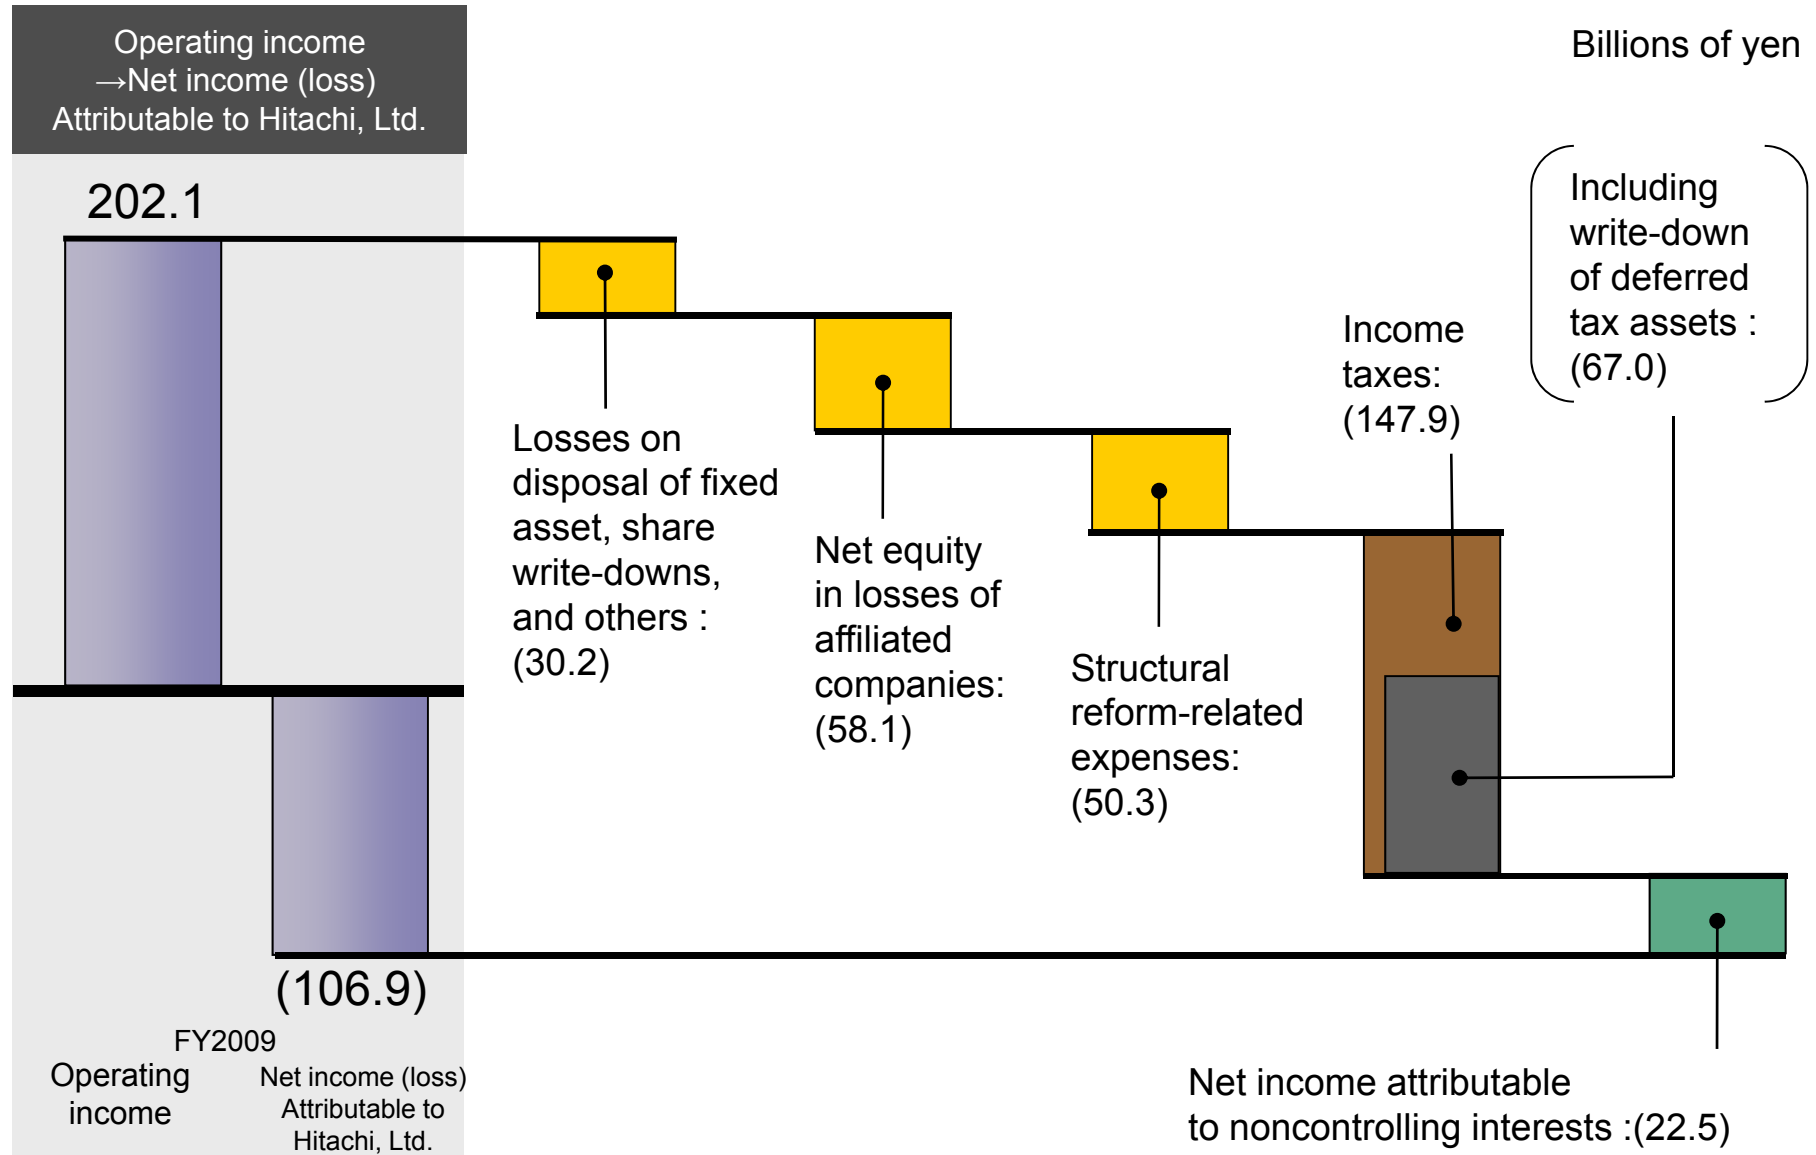 Operating income
→Net income (loss)
Attributable to Hitachi, Ltd.
Billions of yen
202.1
Including
write-down
of deferred
tax assets :
(67.0)
Income
taxes:
(147.9)
Losses on
disposal of fixed
asset, share
write-downs,
and others :
(30.2)
Net equity
in losses of
affiliated
companies:
(58.1)
Structural
reform-related
expenses:
(50.3)
(106.9)
FY2009
Operating
income
Net income (loss)
Attributable to
Hitachi, Ltd.
Net income attributable
to noncontrolling interests :(22.5)